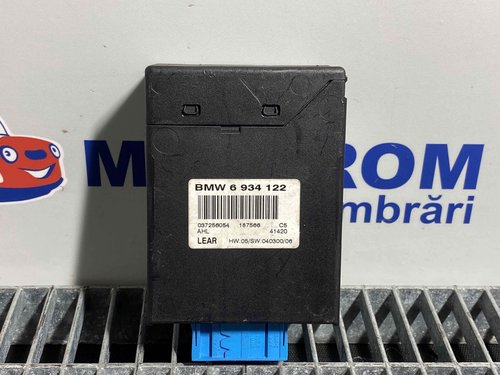 M ROM
mbrări
BMW 6 934 122
037256054 187566 C5
AHL 41420
LEAR HW:05/SW:040300/06